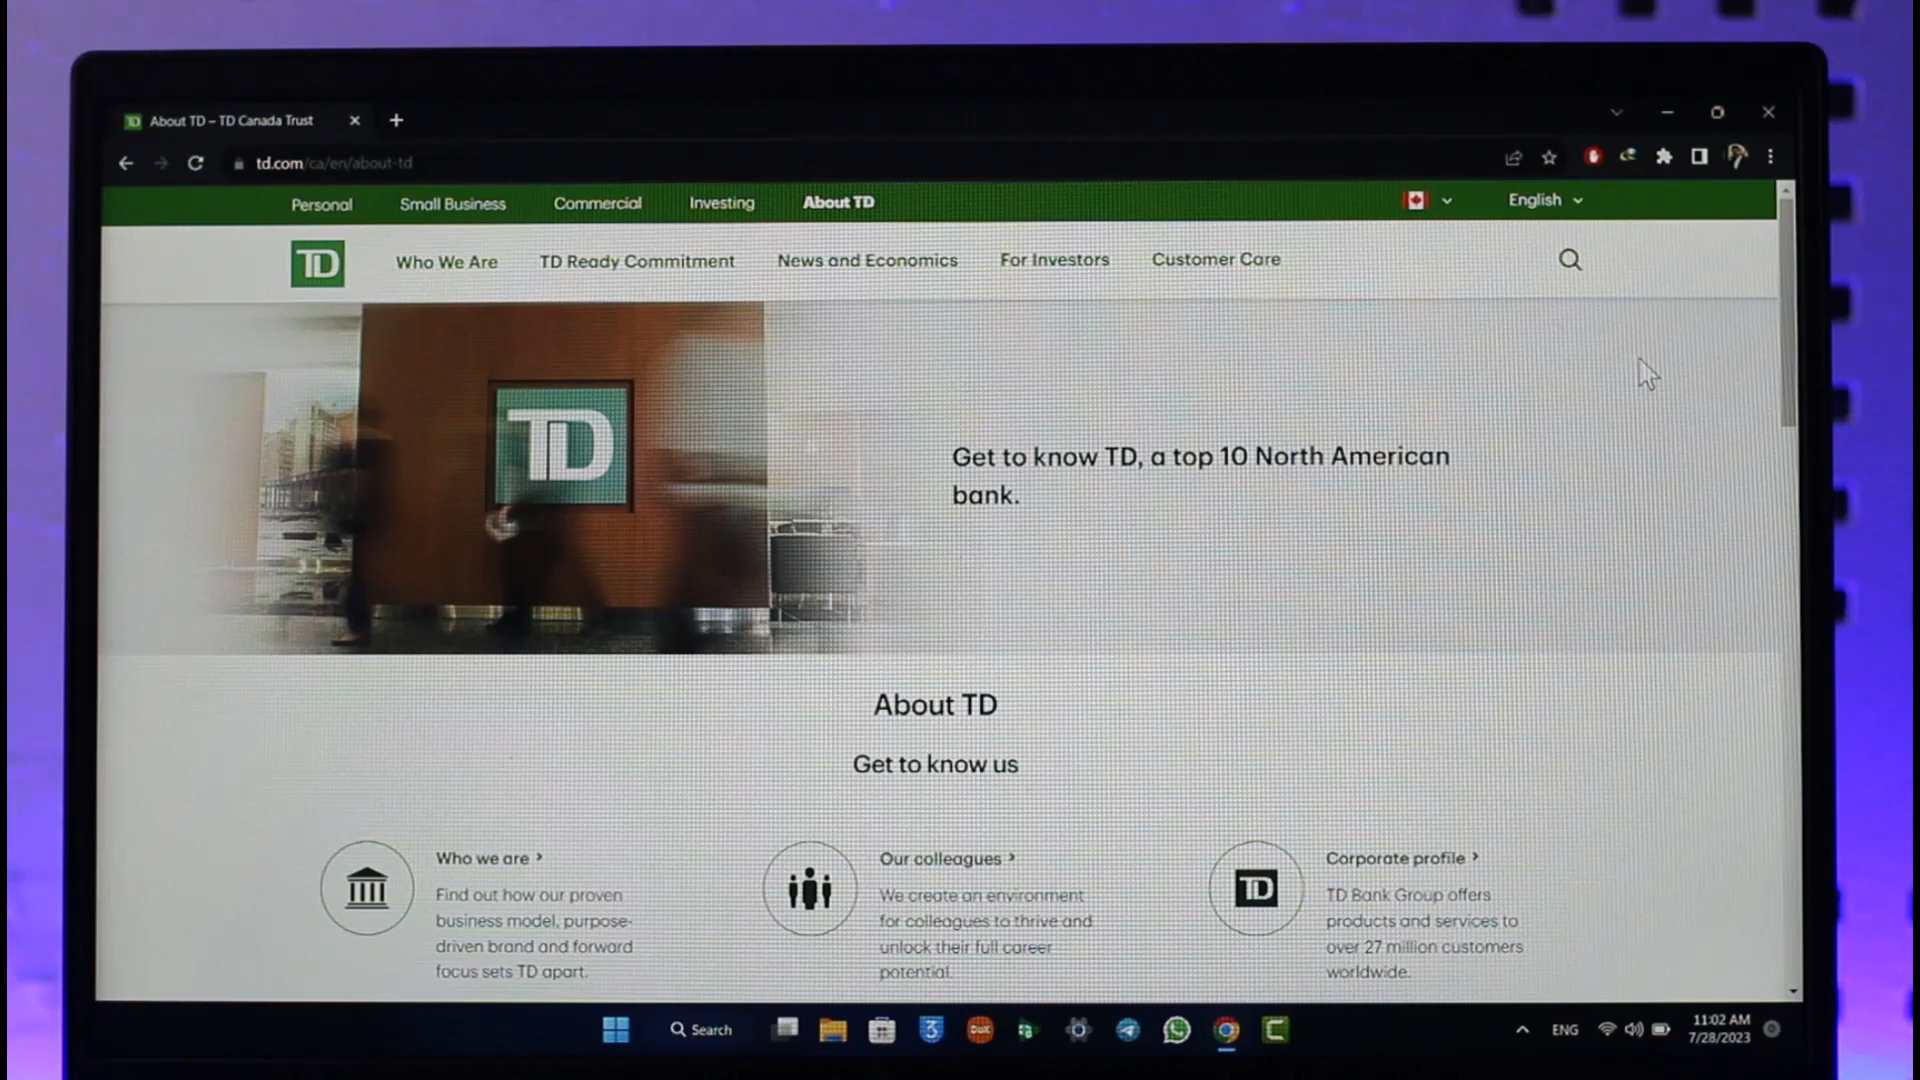 About TD – TD Canada Trust
td.com/ca/en/about-td
Personal Small Business Commercial Investing About TD English
TD Who We Are TD Ready Commitment News and Economics For Investors Customer Care
TD
Get to know TD, a top 10 North American
bank.
About TD
Get to know us
Who we are
Find out how our proven
business model, purpose-
driven brand and forward
focus sets TD apart.
Our colleagues
We create an environment
for colleagues to thrive and
unlock their full career
potential.
TD
Corporate profile
TD Bank Group offers
products and services to
over 27 million customers
worldwide.
Search
ENG
11:02 AM
7/28/2023